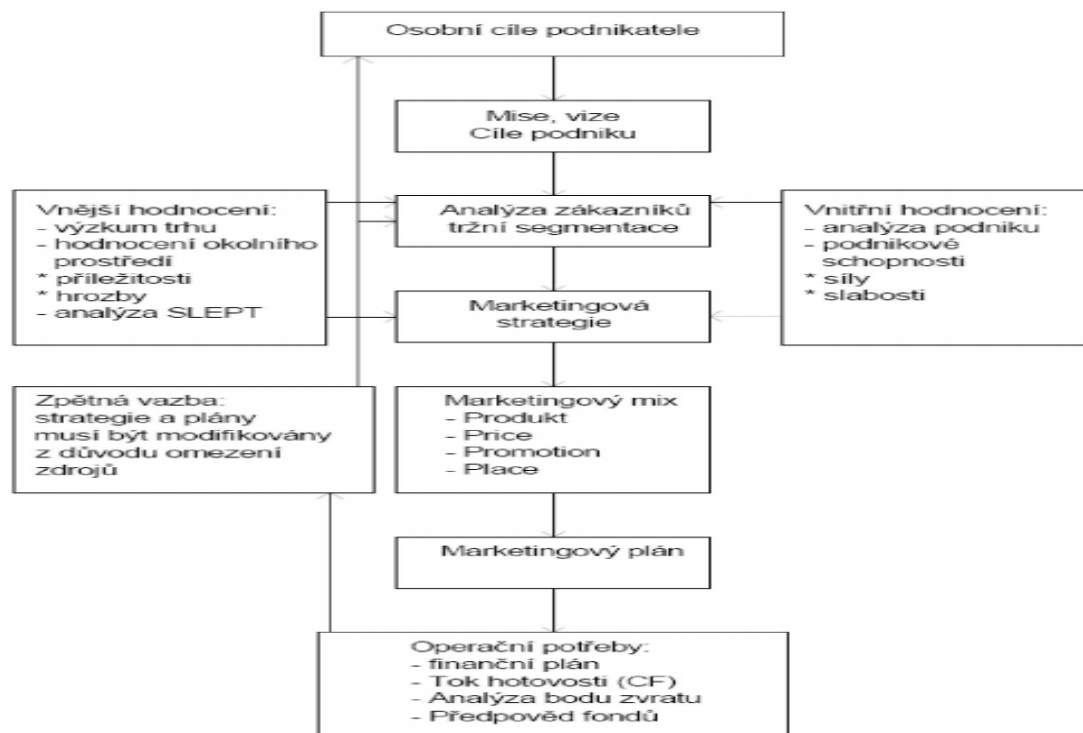 Osobní cíle podnikatele
Mise, vize
Cíle podniku
Vnější hodnocení:
- výzkum trhu
- hodnocení okolního
prostředí
* příležitosti
* hrozby
- analýza SLEPT
Analýza zákazníků
tržní segmentace
Vnitřní hodnocení:
- analýza podniku
- podnikové
schopnosti
* síly
* slabosti
Marketingová
strategie
Zpětná vazba:
strategie a plány
musí být modifikovány
z důvodu omezení
zdrojů
Marketingový mix
- Produkt
- Price
- Promotion
- Place
Marketingový plán
Operační potřeby:
- finanční plán
- Tok hotovosti (CF)
- Analýza bodu zvratu
- Předpověd fondů